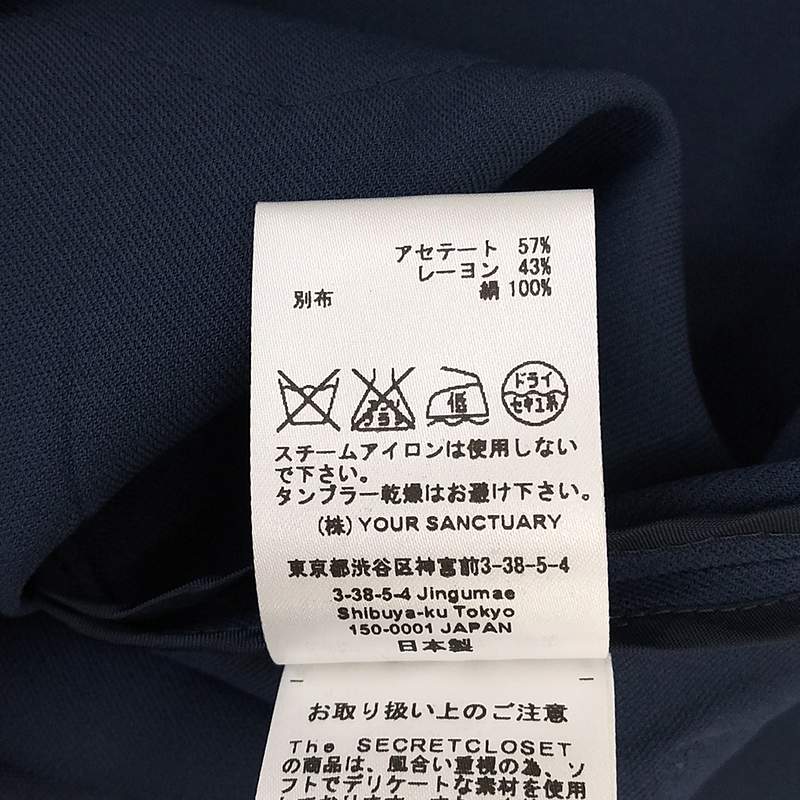 アセテート 57%
レーヨン 43%
別布 絹 100%
エンソ
ブラシ 低 ドライ
セキユ系
スチームアイロンは使用しない
で下さい。
タンブラー乾燥はお避け下さい。
(株) YOUR SANCTUARY
東京都渋谷区神宮前3-38-5-4
3-38-5-4 Jingumae
Shibuya-ku Tokyo
150-0001 JAPAN
日本製
お取り扱い上のご注意
The SECRETCLOSET
の商品は、風合い重視の為、ソ
フトでデリケートな素材を使用